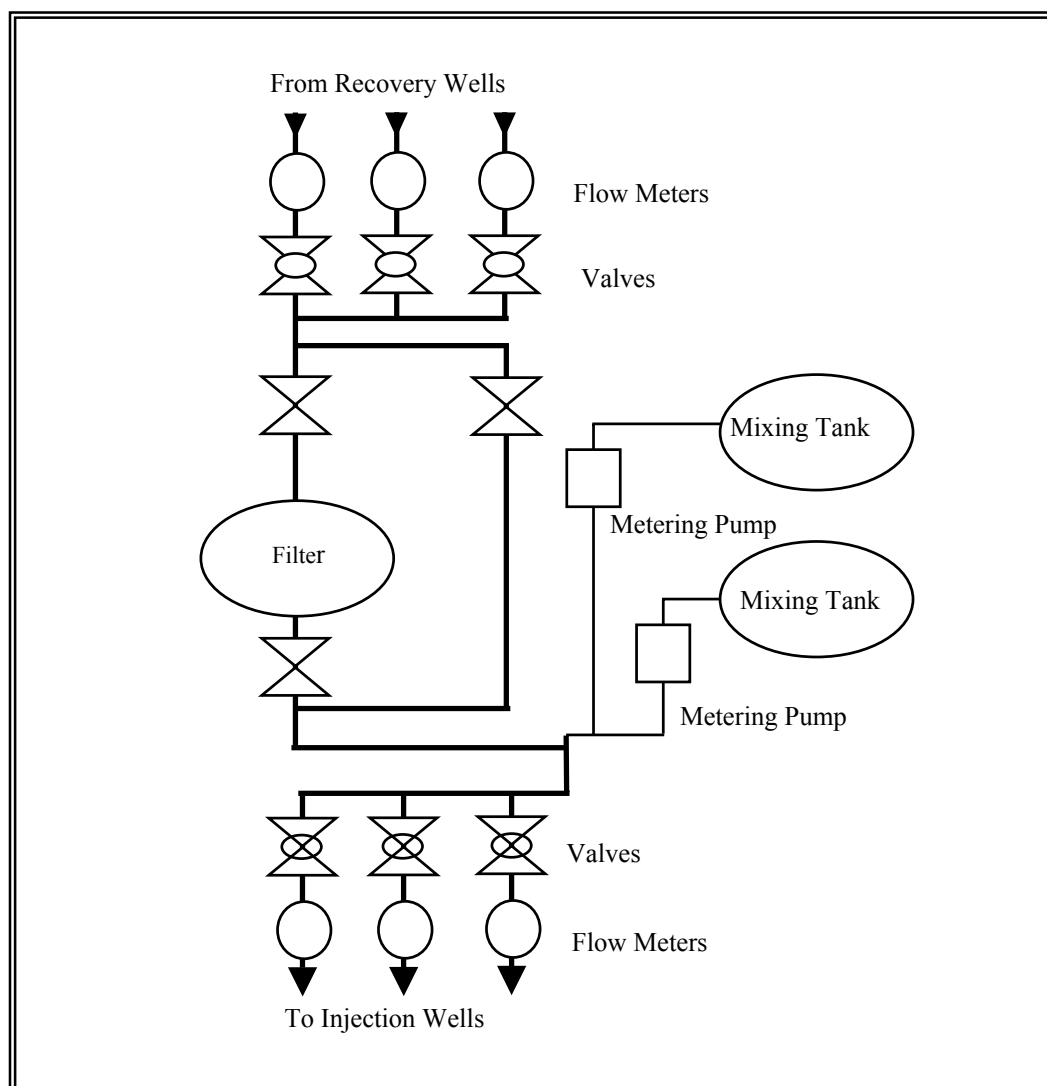 From Recovery Wells
Flow Meters
Valves
Mixing Tank
Metering Pump
Filter
Mixing Tank
Metering Pump
Valves
Flow Meters
To Injection Wells